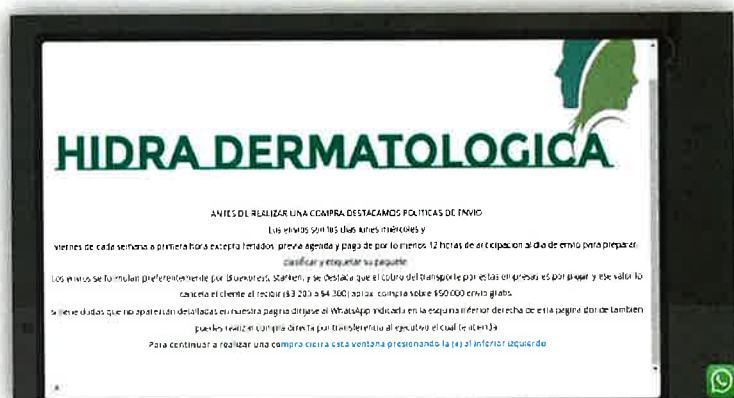 HIDRA DERMATOLOGICA
ANTES DE REALIZAR UNA COMPRA DESTACAMOS POLITICAS DE ENVIO
Los envios son los dias lunes miércoles y
viernes de cada semana a primera hora excepto feriados, previa agenda y pago de por lo menos 12 horas de anticipacion al dia de envio para preparar,
clasificar y etiquetar su paquete
Los envios se formulan preferentemente por Bluexpress, starken, y se destaca que el cobro del transporte por estas empresas es por pagar y ese valor lo
cancela el cliente al recibir ($3.200 a $4.300) aprox. compra sobre $50.000 envio gratis.
si tiene dudas que no aparezcan detalladas en nuestra pagina dirijase al WhatsApp indicado en la esquina inferior derecha de esta pagina donde tambien
puedes realizar compra directa por transferencia al ejecutivo el cual te atienda
Para continuar a realizar una compra cierra esta ventana presionando la (x) al inferior izquierdo
x